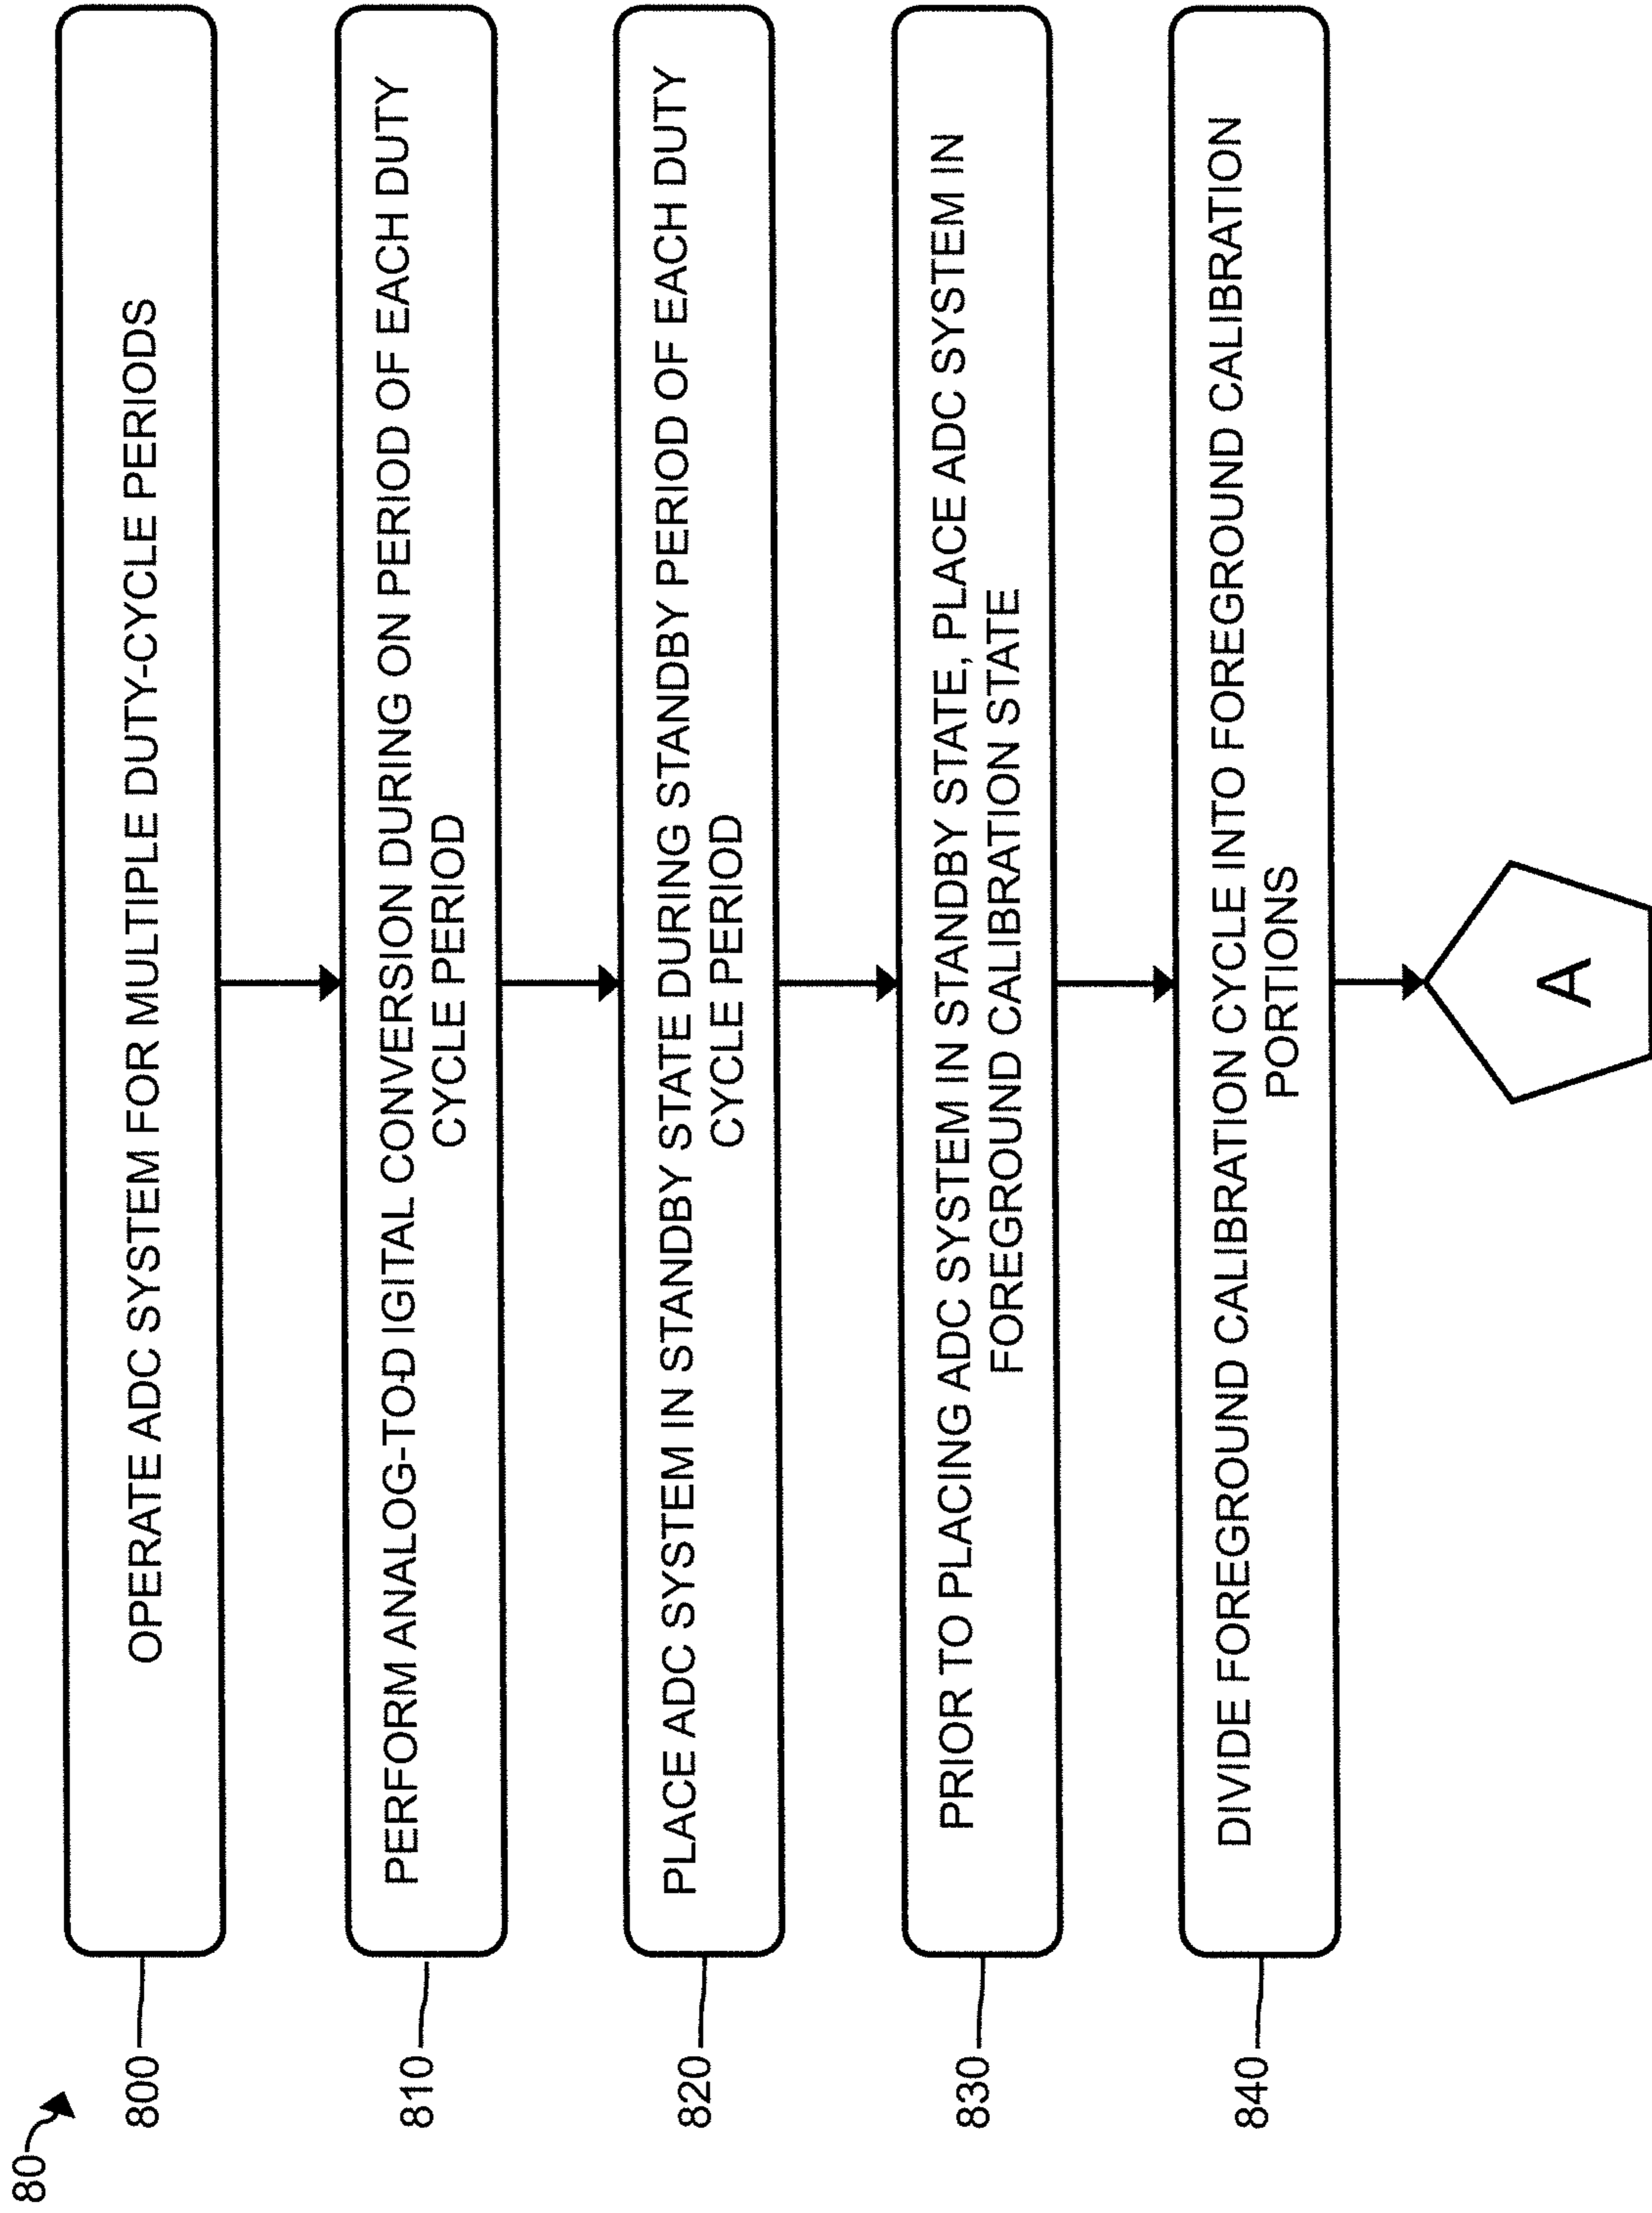 80
800
OPERATE ADC SYSTEM FOR MULTIPLE DUTY-CYCLE PERIODS
810
PERFORM ANALOG-TO-D IGITAL CONVERSION DURING ON PERIOD OF EACH DUTY
CYCLE PERIOD
820
PLACE ADC SYSTEM IN STANDBY STATE DURING STANDBY PERIOD OF EACH DUTY
CYCLE PERIOD
830
PRIOR TO PLACING ADC SYSTEM IN STANDBY STATE, PLACE ADC SYSTEM IN
FOREGROUND CALIBRATION STATE
840
DIVIDE FOREGROUND CALIBRATION CYCLE INTO FOREGROUND CALIBRATION
PORTIONS
A